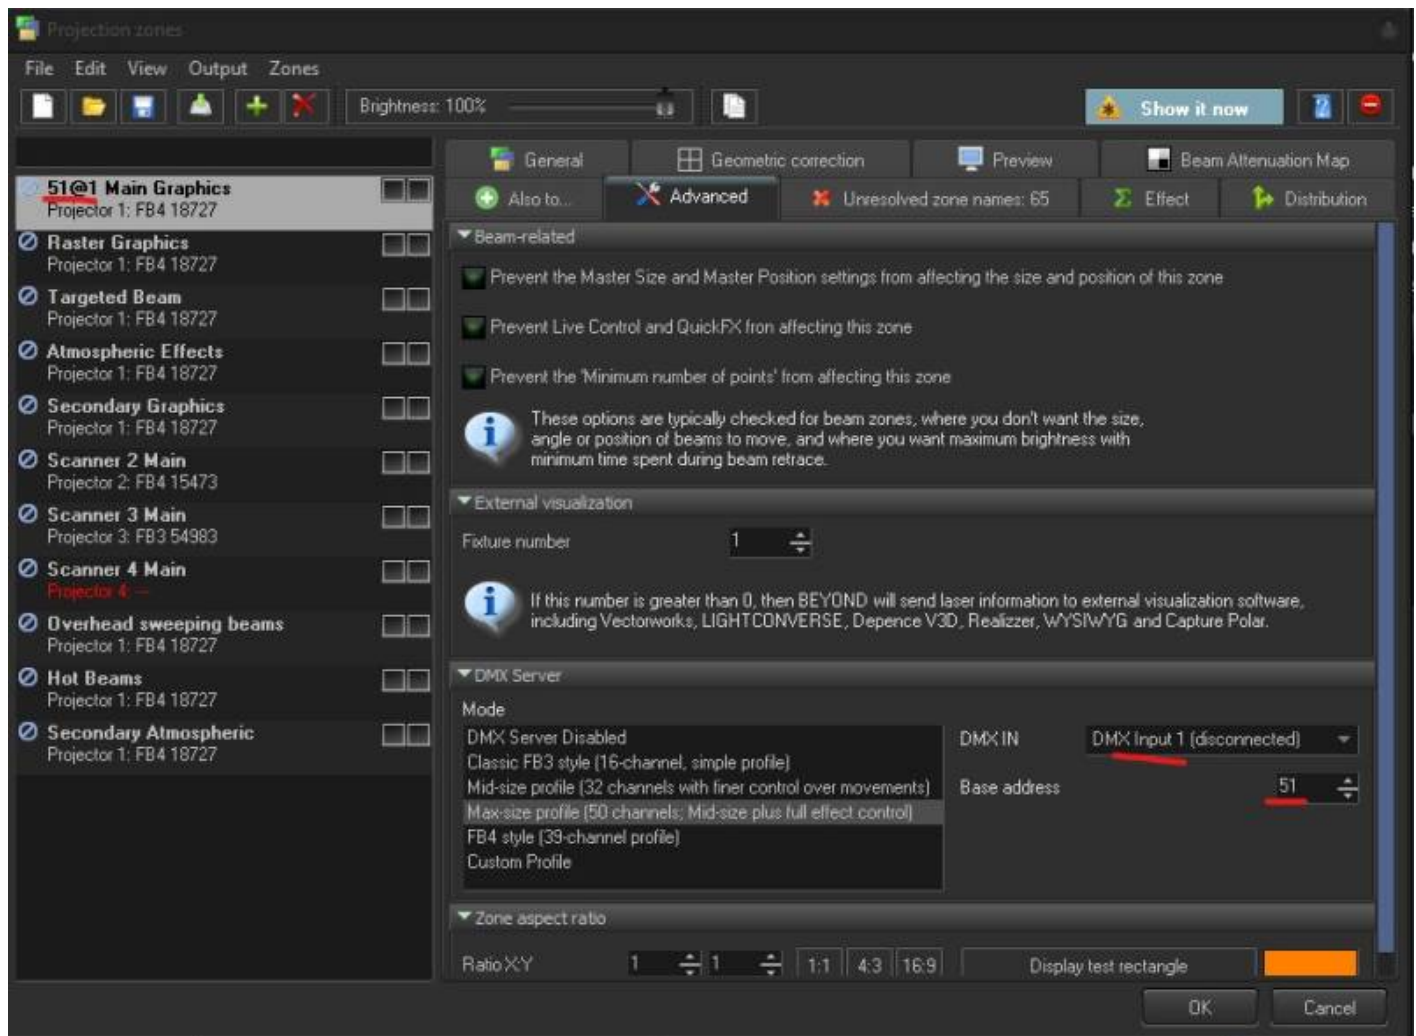 Projection zones
File Edit View Output Zones
Brightness: 100%
Show it now
General Geometric correction Preview Beam Attenuation Map
Also to... Advanced Unresolved zone names: 65 Effect Distribution
51@1 Main Graphics
Projector 1: FB4 18727
Raster Graphics
Projector 1: FB4 18727
Targeted Beam
Projector 1: FB4 18727
Atmospheric Effects
Projector 1: FB4 18727
Secondary Graphics
Projector 1: FB4 18727
Scanner 2 Main
Projector 2: FB4 15473
Scanner 3 Main
Projector 3: FB3 54983
Scanner 4 Main
Projector 4: --
Overhead sweeping beams
Projector 1: FB4 18727
Hot Beams
Projector 1: FB4 18727
Secondary Atmospheric
Projector 1: FB4 18727
Beam-related
Prevent the Master Size and Master Position settings from affecting the size and position of this zone
Prevent Live Control and QuickFX fron affecting this zone
Prevent the 'Minimum number of points' from affecting this zone
These options are typically checked for beam zones, where you don't want the size,
angle or position of beams to move, and where you want maximum brightness with
minimum time spent during beam retrace.
External visualization
Fixture number 1
If this number is greater than 0, then BEYOND will send laser information to external visualization software,
including Vectorworks, LIGHTCONVERSE, Depence V3D, Realizzer, WYSIWYG and Capture Polar.
DMX Server
Mode
DMX Server Disabled
Classic FB3 style (16-channel, simple profile)
Mid-size profile (32 channels with finer control over movements)
Max-size profile (50 channels; Mid-size plus full effect control)
FB4 style (39-channel profile)
Custom Profile
DMX IN DMX Input 1 (disconnected)
Base address 51
Zone aspect ratio
Ratio X:Y 1 1 1:1 4:3 16:9 Display test rectangle
OK Cancel